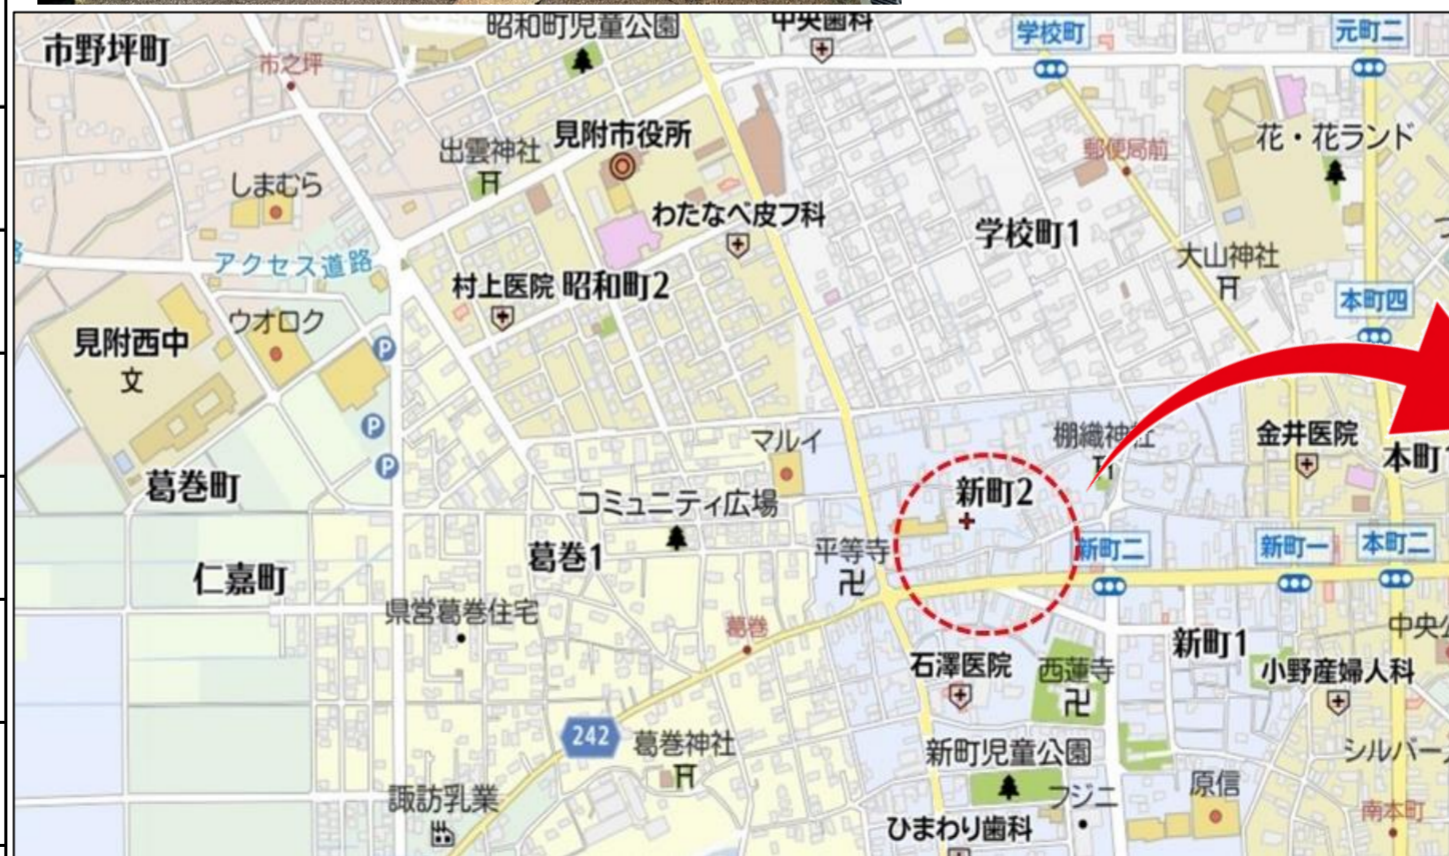 昭和町児童公園
中央歯科
学校町
元町二
市野坪町
市之坪
出雲神社
見附市役所
郵便局前
花・花ランド
しまむら
わたなべ皮フ科
学校町1
大山神社
アクセス道路
村上医院
昭和町2
本町四
見附西中
文
ウオロク
P
P
P
マルイ
棚織神社
金井医院
本町1
葛巻町
コミュニティ広場
新町2
平等寺
新町二
新町一
本町二
葛巻1
仁嘉町
県営葛巻住宅
葛巻
中央公
新町1
石澤医院
西蓮寺
小野産婦人科
242
葛巻神社
新町児童公園
シルバー
諏訪乳業
フジニ
原信
南本町
ひまわり歯科